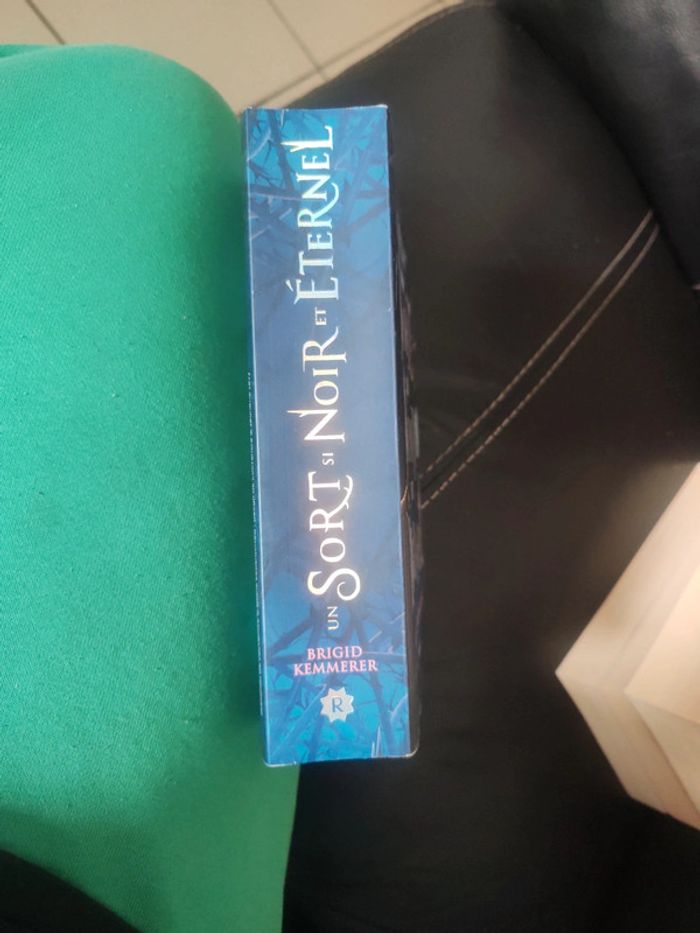 UN SORT SI NOIR ET ÉTERNEL
BRIGID
KEMMERER
R